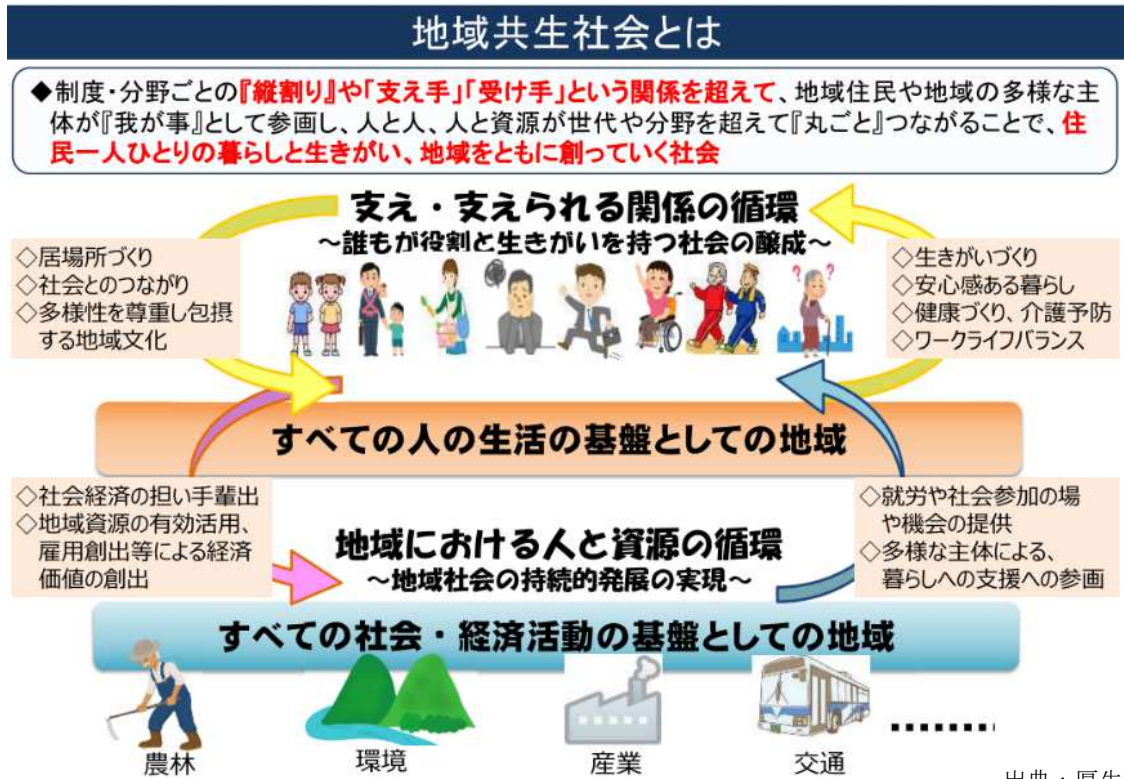 地域共生社会とは
◆制度・分野ごとの『縦割り』や「支え手」「受け手」という関係を超えて、地域住民や地域の多様な主
体が『我が事』として参画し、人と人、人と資源が世代や分野を超えて『丸ごと』つながることで、住
民一人ひとりの暮らしと生きがい、地域をともに創っていく社会
支え・支えられる関係の循環
～誰もが役割と生きがいを持つ社会の醸成～
◇居場所づくり
◇社会とのつながり
◇多様性を尊重し包摂
する地域文化
◇生きがいづくり
◇安心感ある暮らし
◇健康づくり、介護予防
◇ワークライフバランス
すべての人の生活の基盤としての地域
◇社会経済の担い手輩出
◇地域資源の有効活用、
雇用創出等による経済
価値の創出
地域における人と資源の循環
～地域社会の持続的発展の実現～
◇就労や社会参加の場
や機会の提供
◇多様な主体による、
暮らしへの支援への参画
すべての社会・経済活動の基盤としての地域
農林
環境
産業
交通